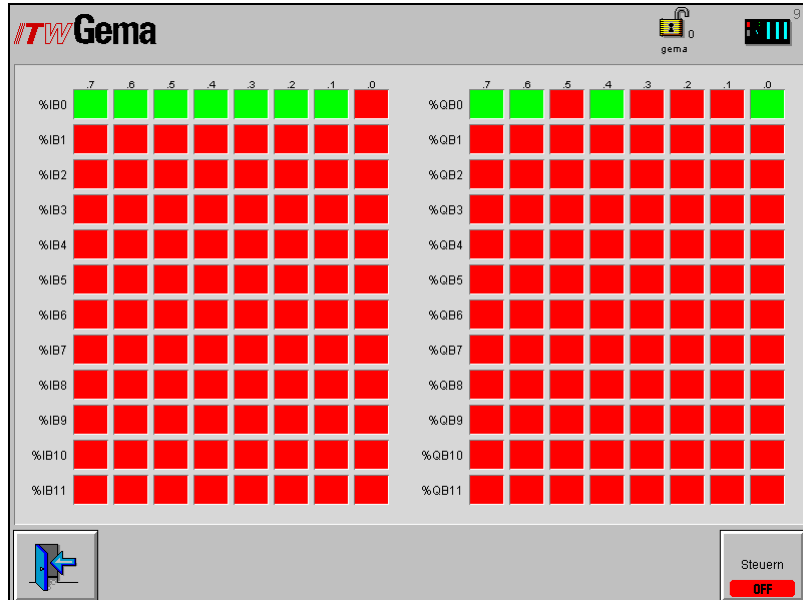 ITWGema
0
gema
9
.7 .6 .5 .4 .3 .2 .1 .0
.7 .6 .5 .4 .3 .2 .1 .0
%IB0 %QB0
%IB1 %QB1
%IB2 %QB2
%IB3 %QB3
%IB4 %QB4
%IB5 %QB5
%IB6 %QB6
%IB7 %QB7
%IB8 %QB8
%IB9 %QB9
%IB10 %QB10
%IB11 %QB11
Steuern
OFF